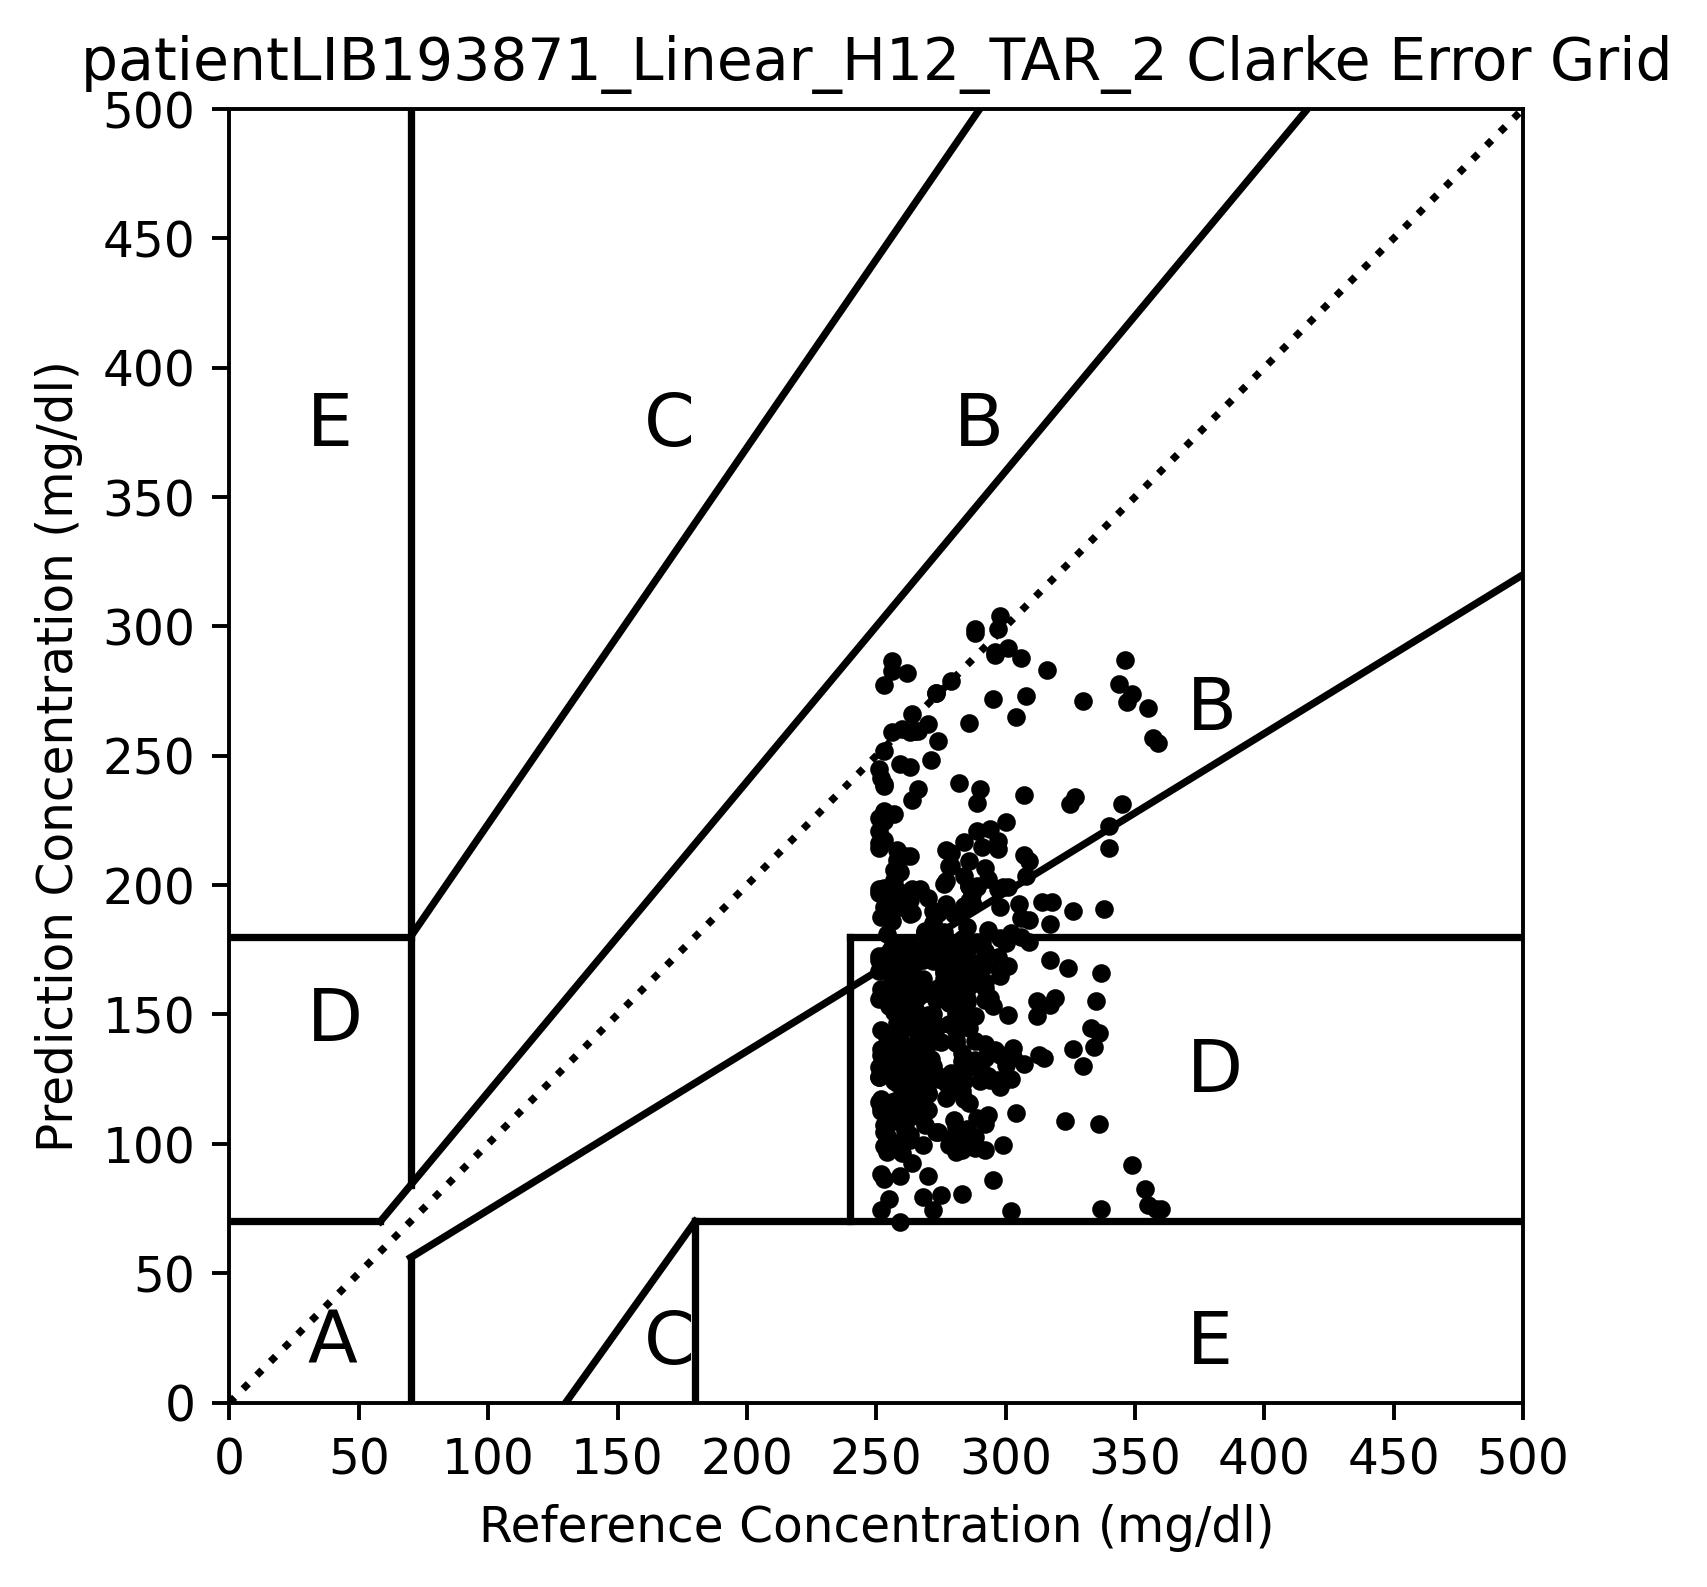 patientLIB193871_Linear_H12_TAR_2 Clarke Error Grid
Prediction Concentration (mg/dl)
500
450
400
350
300
250
200
150
100
50
0
E
C
B
B
D
D
A
C
E
0 50 100 150 200 250 300 350 400 450 500
Reference Concentration (mg/dl)